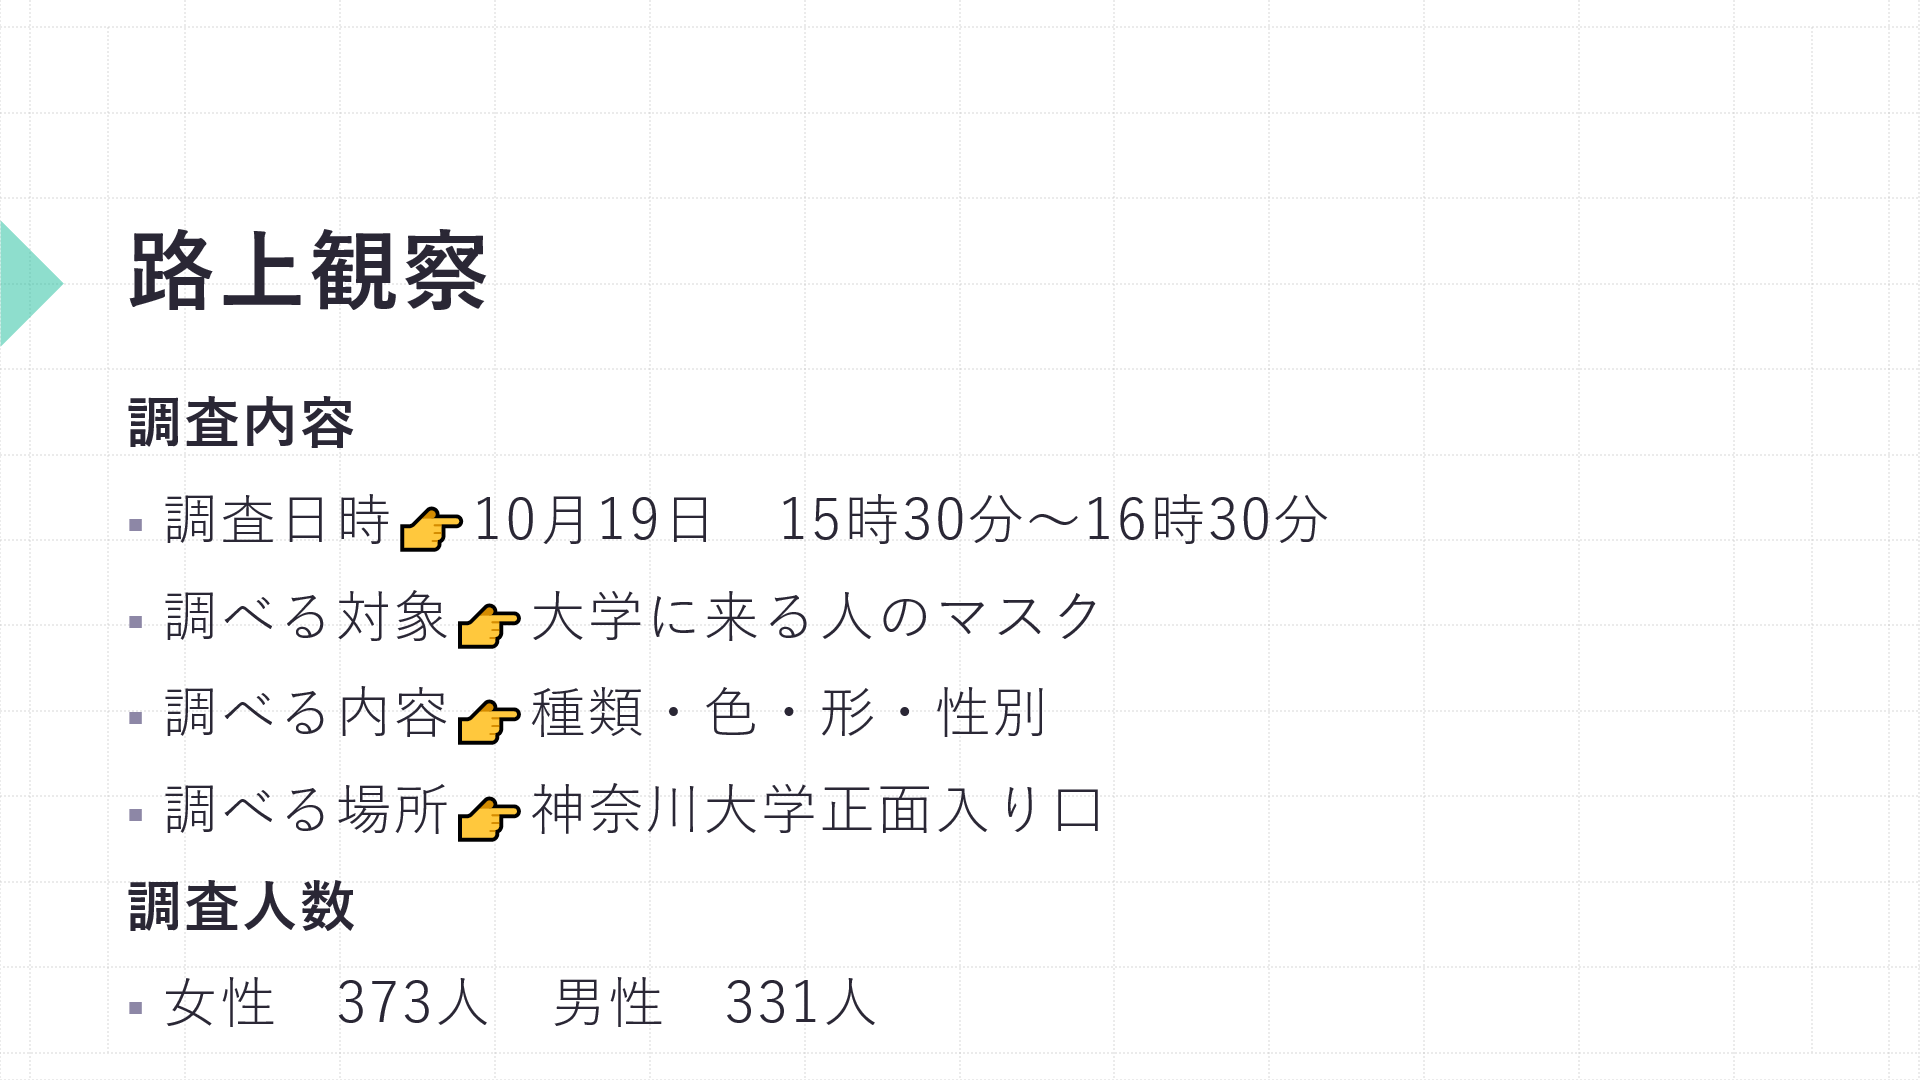 路上観察
調査内容
▪ 調査日時👉10月19日　15時30分～16時30分
▪ 調べる対象👉大学に来る人のマスク
▪ 調べる内容👉種類・色・形・性別
▪ 調べる場所👉神奈川大学正面入り口
調査人数
▪ 女性　373人　男性　331人